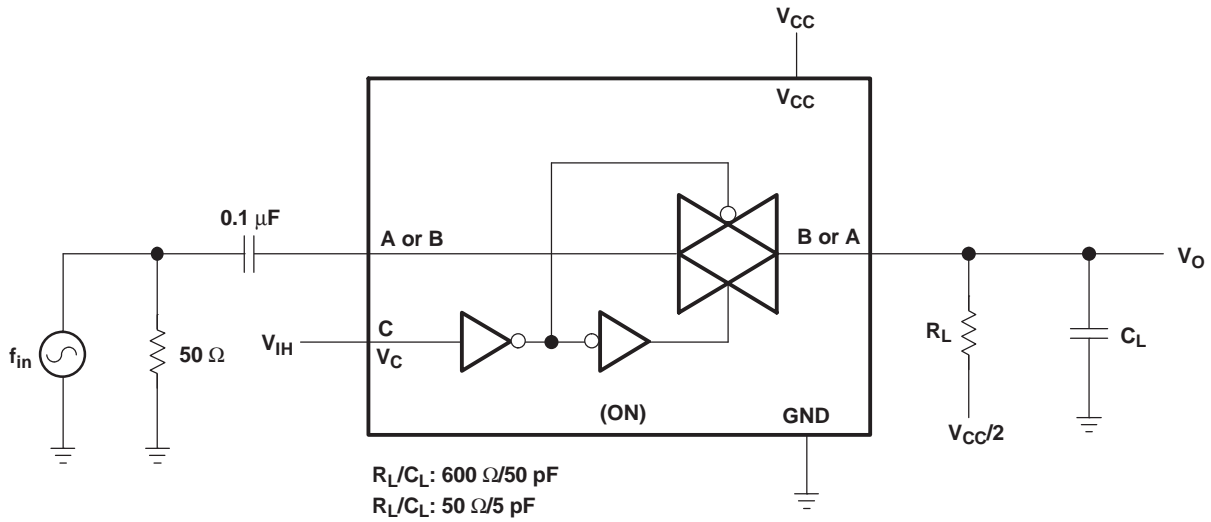 VCC
VCC
0.1 μF
A or B
B or A
VO
fin
50 Ω
VIH
C
VC
RL
CL
(ON)
GND
VCC/2
RL/CL: 600 Ω/50 pF
RL/CL: 50 Ω/5 pF